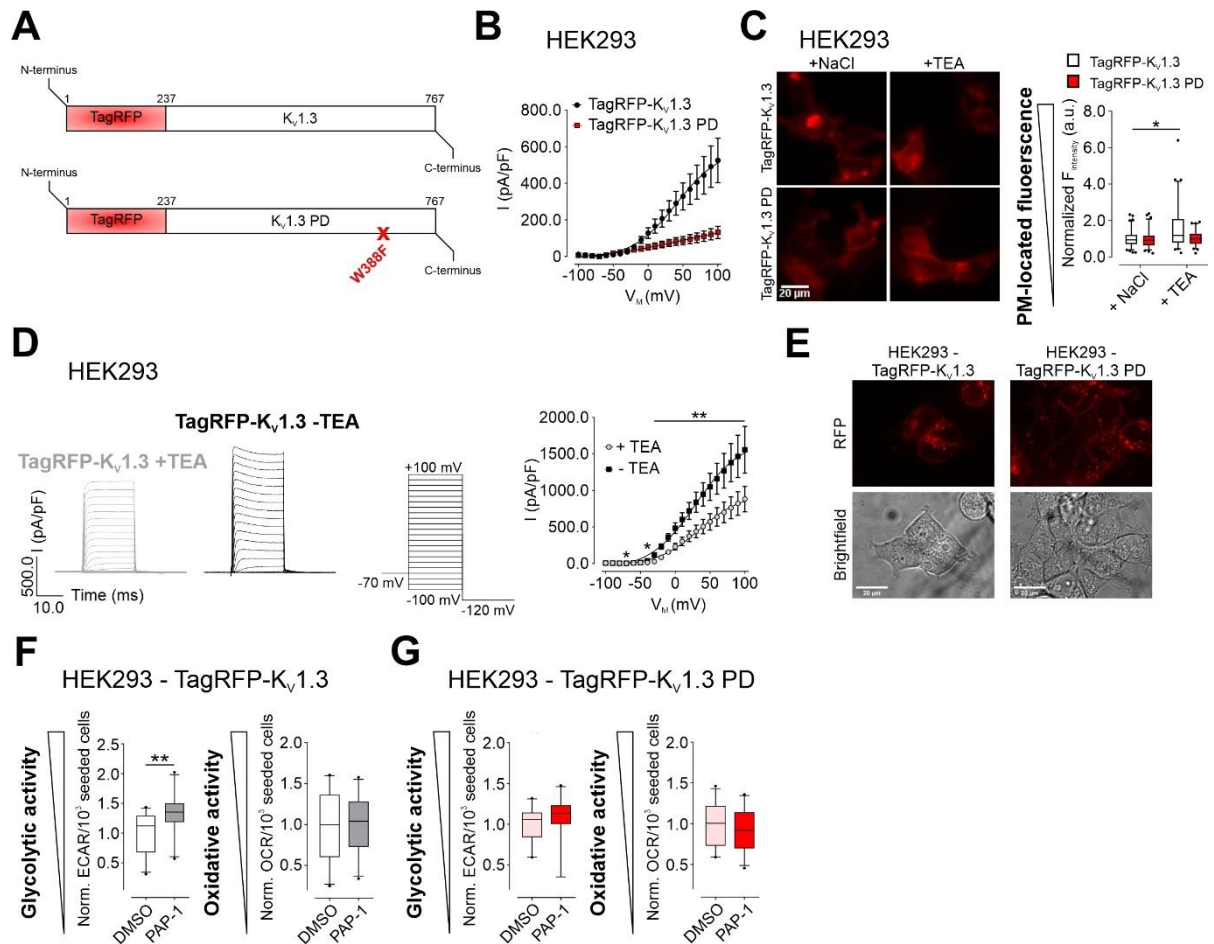 A
N-terminus
1
237
767
TagRFP
Kv1.3
C-terminus
N-terminus
1
237
767
TagRFP
Kv1.3 PD
X
W388F
C-terminus
B
HEK293
TagRFP-Kv1.3
TagRFP-Kv1.3 PD
I (pA/pF)
800.0
600.0
400.0
200.0
0.0
-100
-50
0
50
100
VM (mV)
C
HEK293
+NaCl
+TEA
TagRFP-Kv1.3
TagRFP-Kv1.3 PD
20 µm
PM-located fluoerscence
TagRFP-Kv1.3
TagRFP-Kv1.3 PD
Normalized Fintensity (a.u.)
8.0
6.0
4.0
2.0
0.0
*
+ NaCl
+ TEA
D
HEK293
TagRFP-Kv1.3 -TEA
TagRFP-Kv1.3 +TEA
I (pA/pF)
500.0
10.0
Time (ms)
+100 mV
-70 mV
-100 mV
-120 mV
I (pA/pF)
2000.0
1500.0
1000.0
500.0
0.0
**
+ TEA
- TEA
*
*
-100
-50
0
50
100
VM (mV)
E
HEK293 -
TagRFP-Kv1.3
HEK293 -
TagRFP-Kv1.3 PD
RFP
Brightfield
20 µm
20 µm
F
HEK293 - TagRFP-Kv1.3
Glycolytic activity
Norm. ECAR/10³ seeded cells
2.0
1.5
1.0
0.5
**
DMSO
PAP-1
Oxidative activity
Norm. OCR/10³ seeded cells
2.0
1.5
1.0
0.5
DMSO
PAP-1
G
HEK293 - TagRFP-Kv1.3 PD
Glycolytic activity
Norm. ECAR/10³ seeded cells
2.0
1.5
1.0
0.5
DMSO
PAP-1
Oxidative activity
Norm. OCR/10³ seeded cells
2.0
1.5
1.0
0.5
DMSO
PAP-1